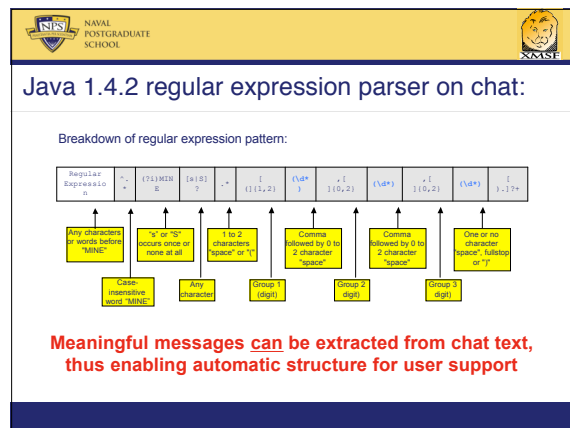 NPS
NAVAL
POSTGRADUATE
SCHOOL
XMSF
Java 1.4.2 regular expression parser on chat:
Breakdown of regular expression pattern:
Regular
Expressio
n
^.
*
(?i)MIN
E
[s|S]
?
.*
[
(]{1,2}
(\d*
)
,[
]{0,2}
(\d*)
,[
]{0,2}
(\d*)
[
).]?+
Any characters
or words before
"MINE"
"s" or "S"
occurs once or
none at all
1 to 2
characters
"space" or "("
Comma
followed by 0 to
2 character
"space"
Comma
followed by 0 to
2 character
"space"
One or no
character
"space", fullstop
or ")"
Case-
insensitive
word "MINE"
Any
character
Group 1
(digit)
Group 2
digit)
Group 3
digit)
Meaningful messages can be extracted from chat text,
thus enabling automatic structure for user support